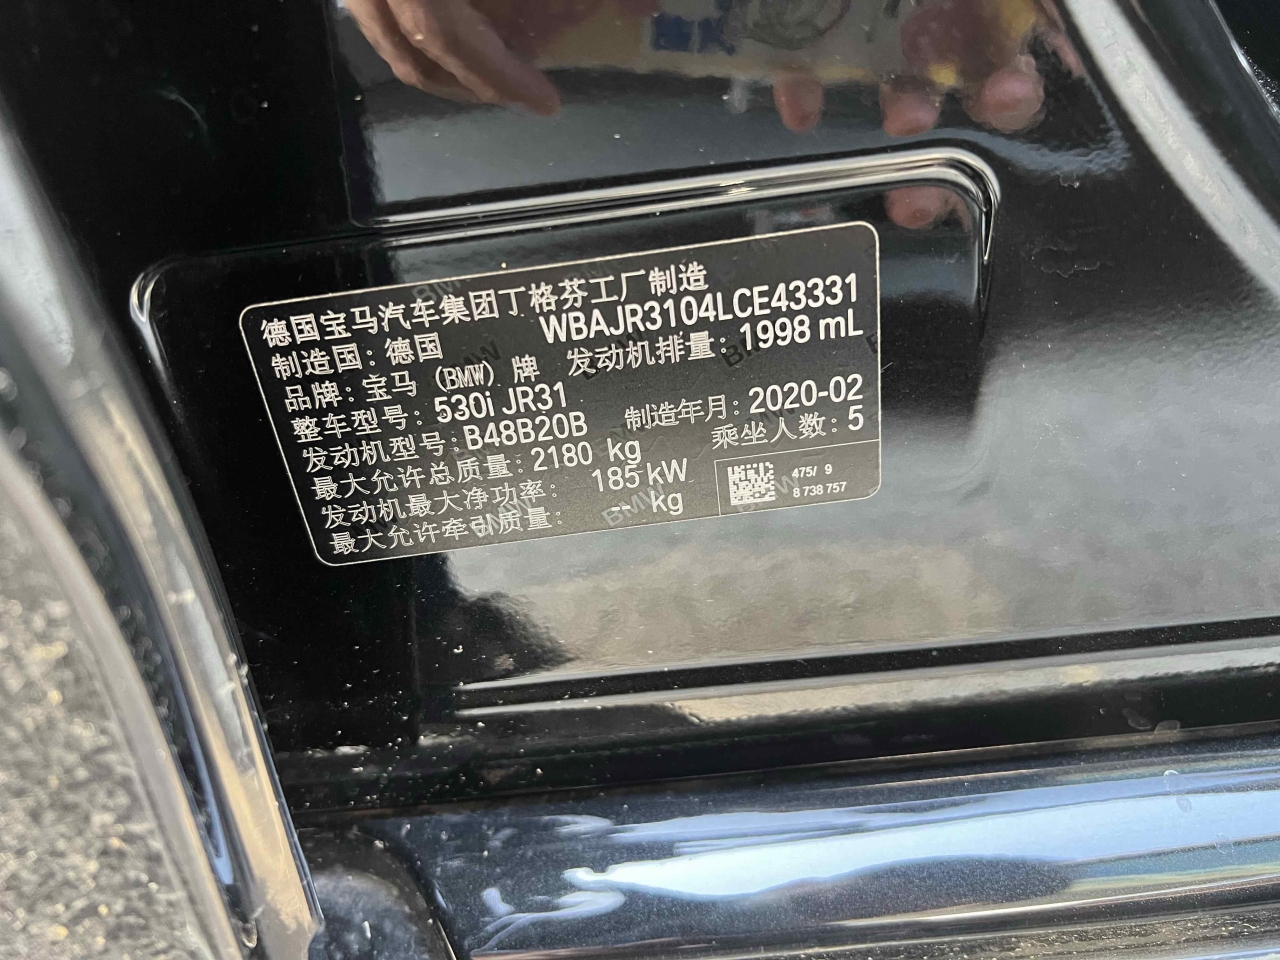 德国宝马汽车集团丁格芬工厂制造
制造国：德国 WBAJR3104LCE43331
品牌：宝马（BMW）牌 发动机排量：1998 mL
整车型号：530i JR31
发动机型号：B48B20B 制造年月：2020-02
最大允许总质量：2180 kg 乘坐人数：5
发动机最大净功率： 185 kW
最大允许牵引质量： -- kg
475/ 9
8 738 757